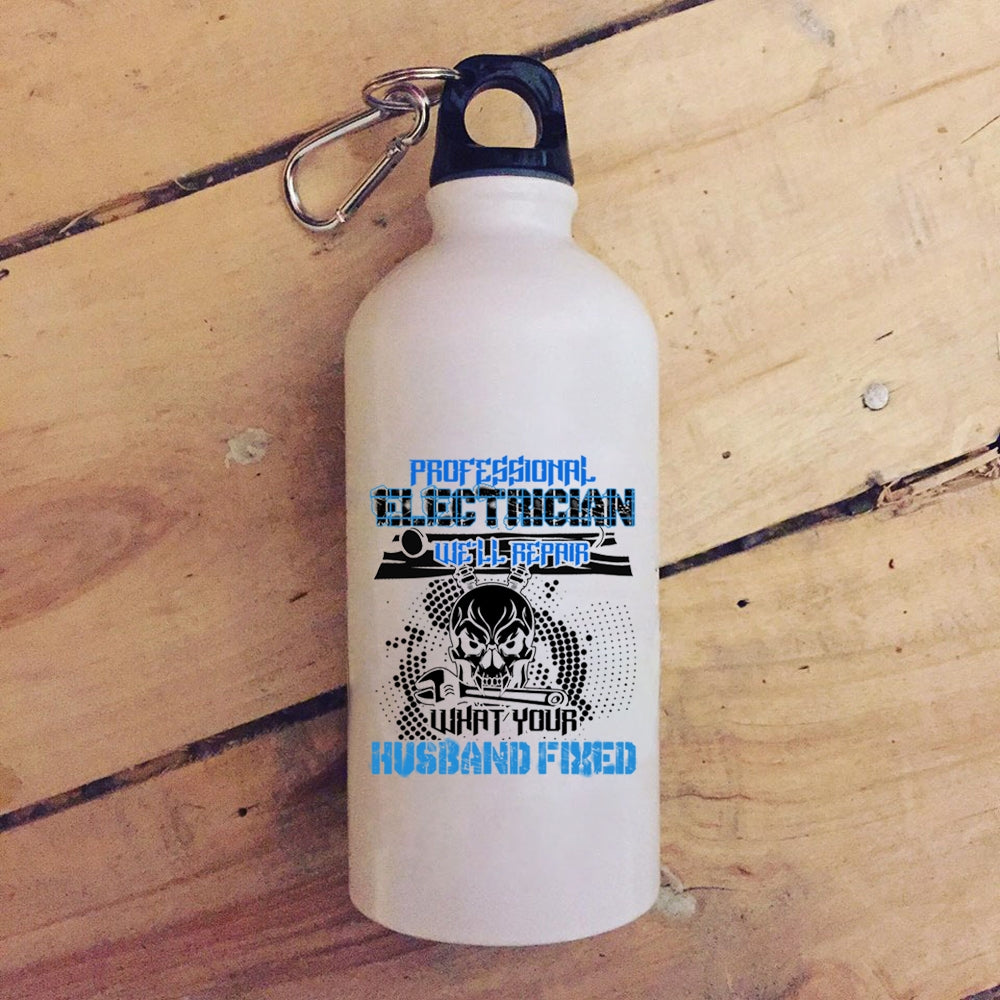 PROFESSIONAL
ELECTRICIAN
WE'LL REPAIR
WHAT YOUR
HUSBAND FIXED